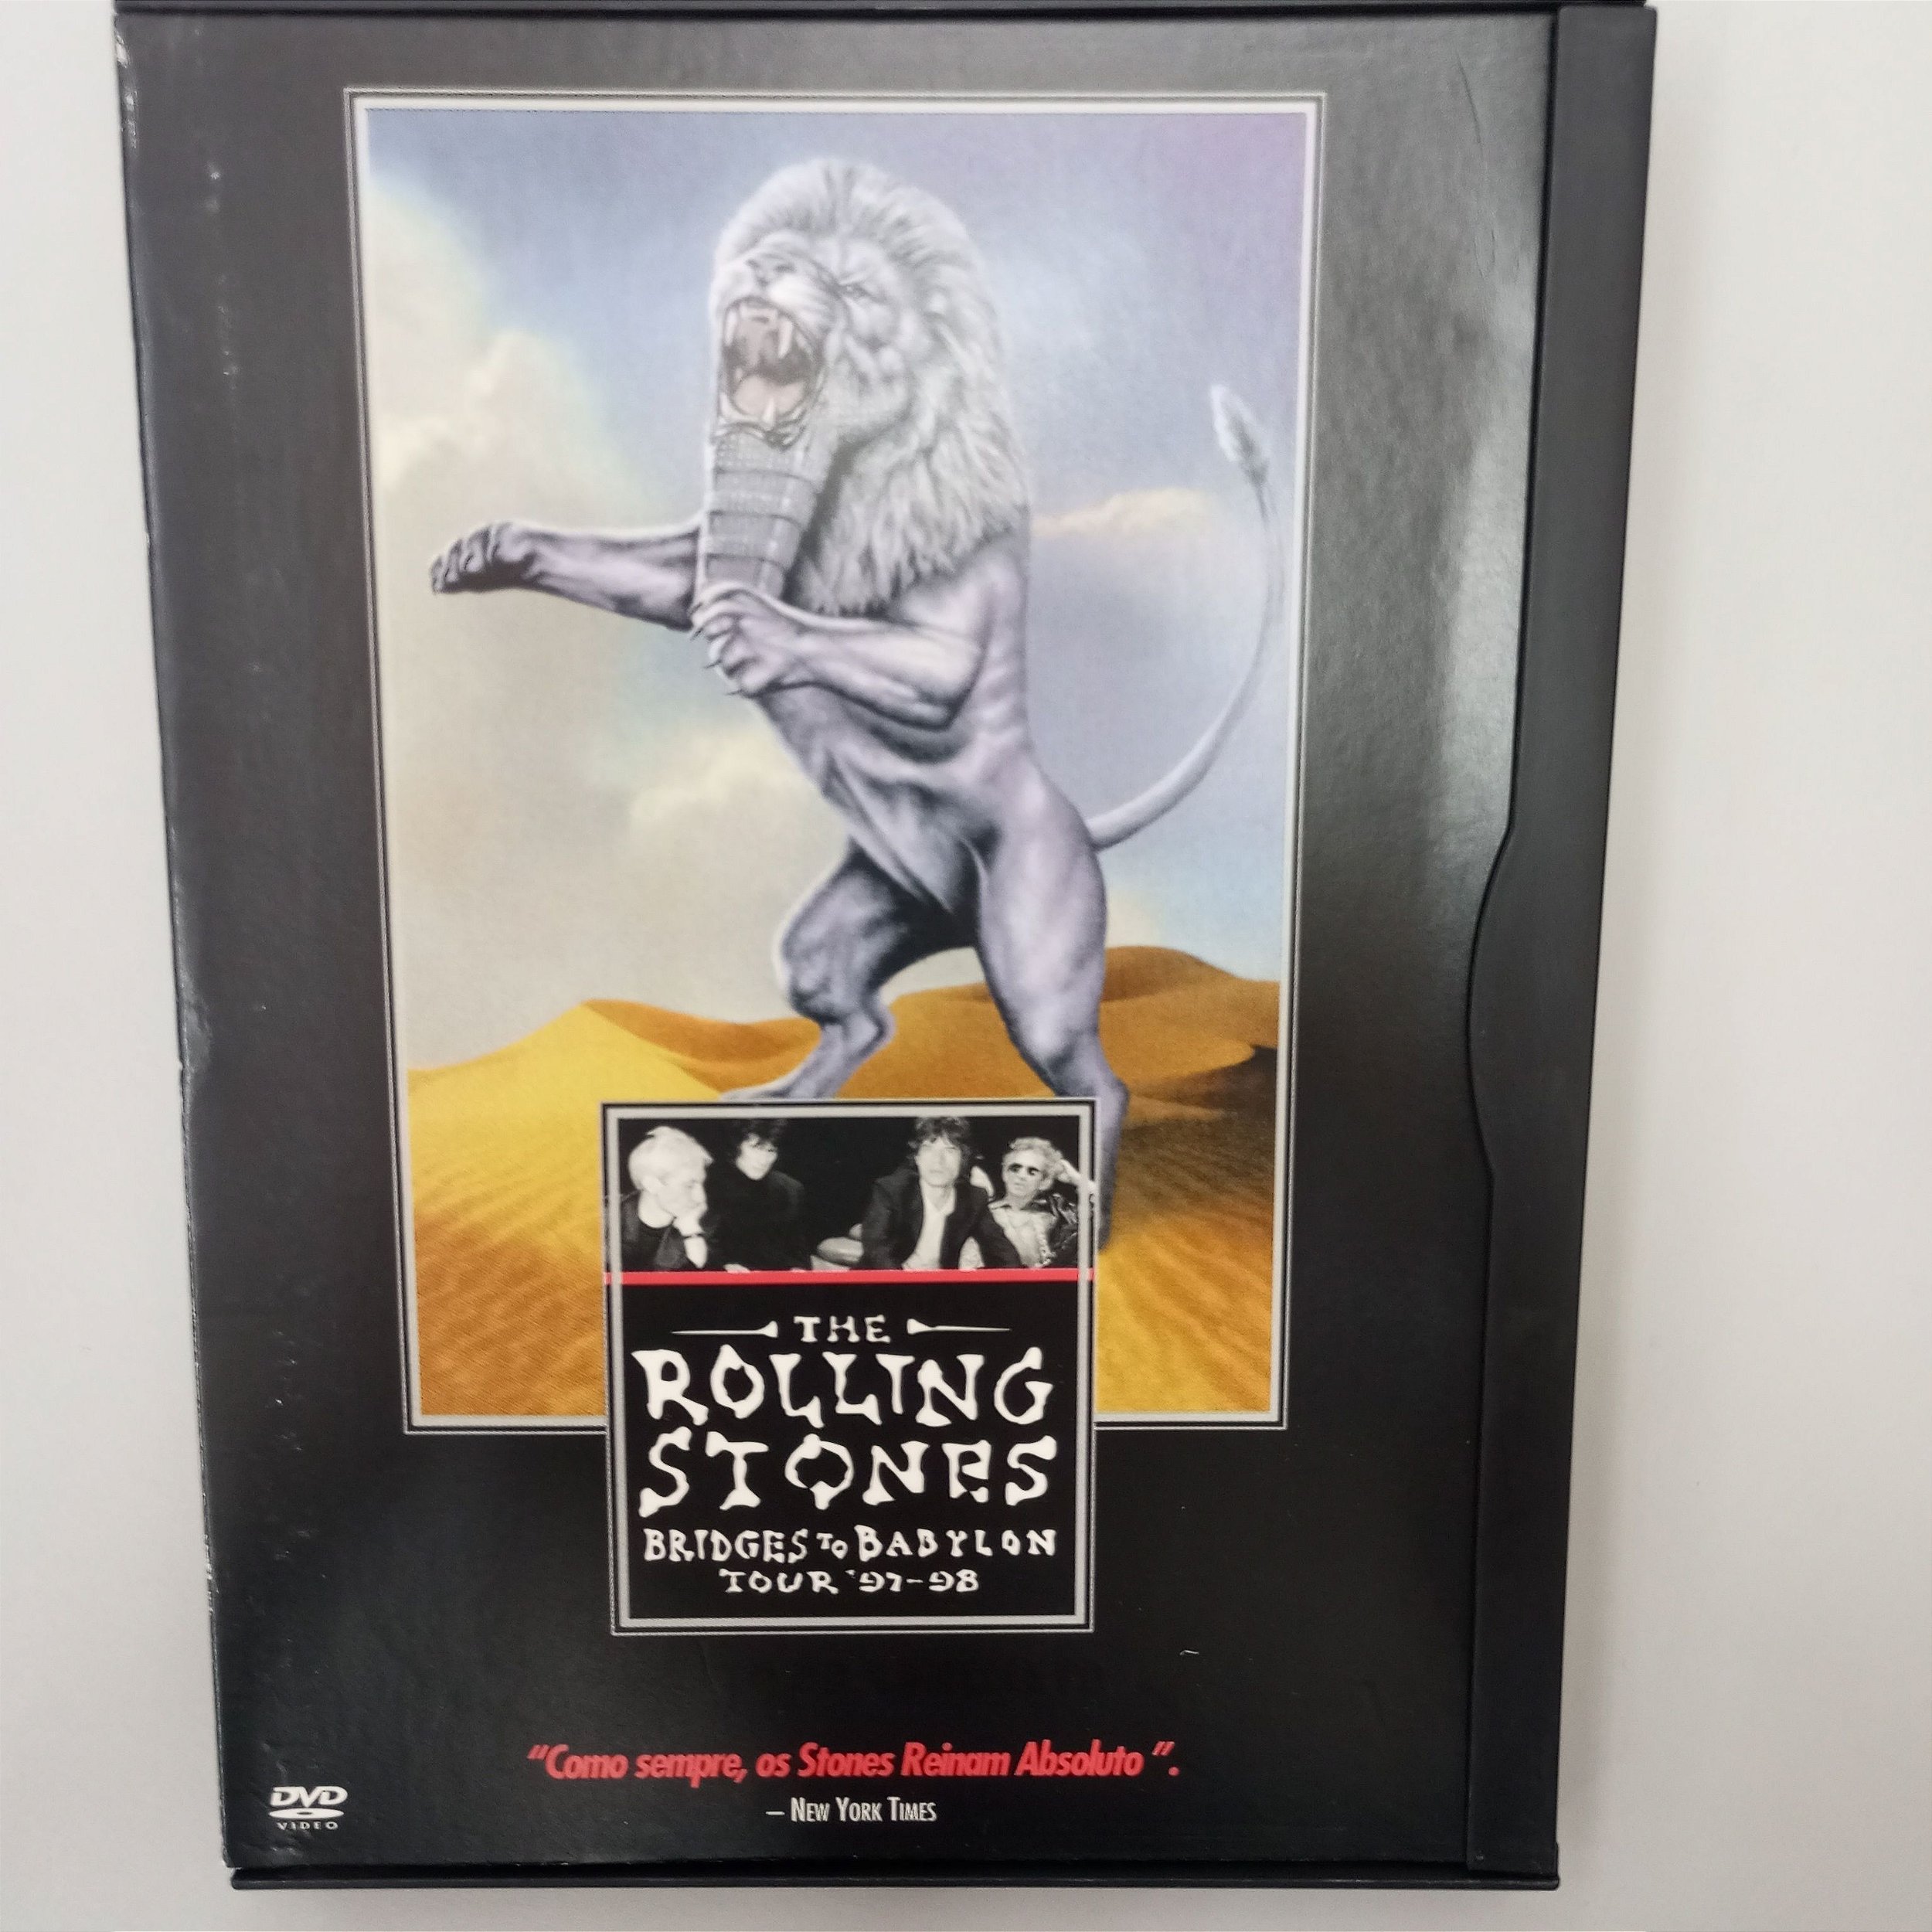 THE
ROLLING
STONES
BRIDGES TO BABYLON
TOUR '97-98
"Como sempre, os Stones Reinam Absoluto".
– NEW YORK TIMES
DVD
VIDEO